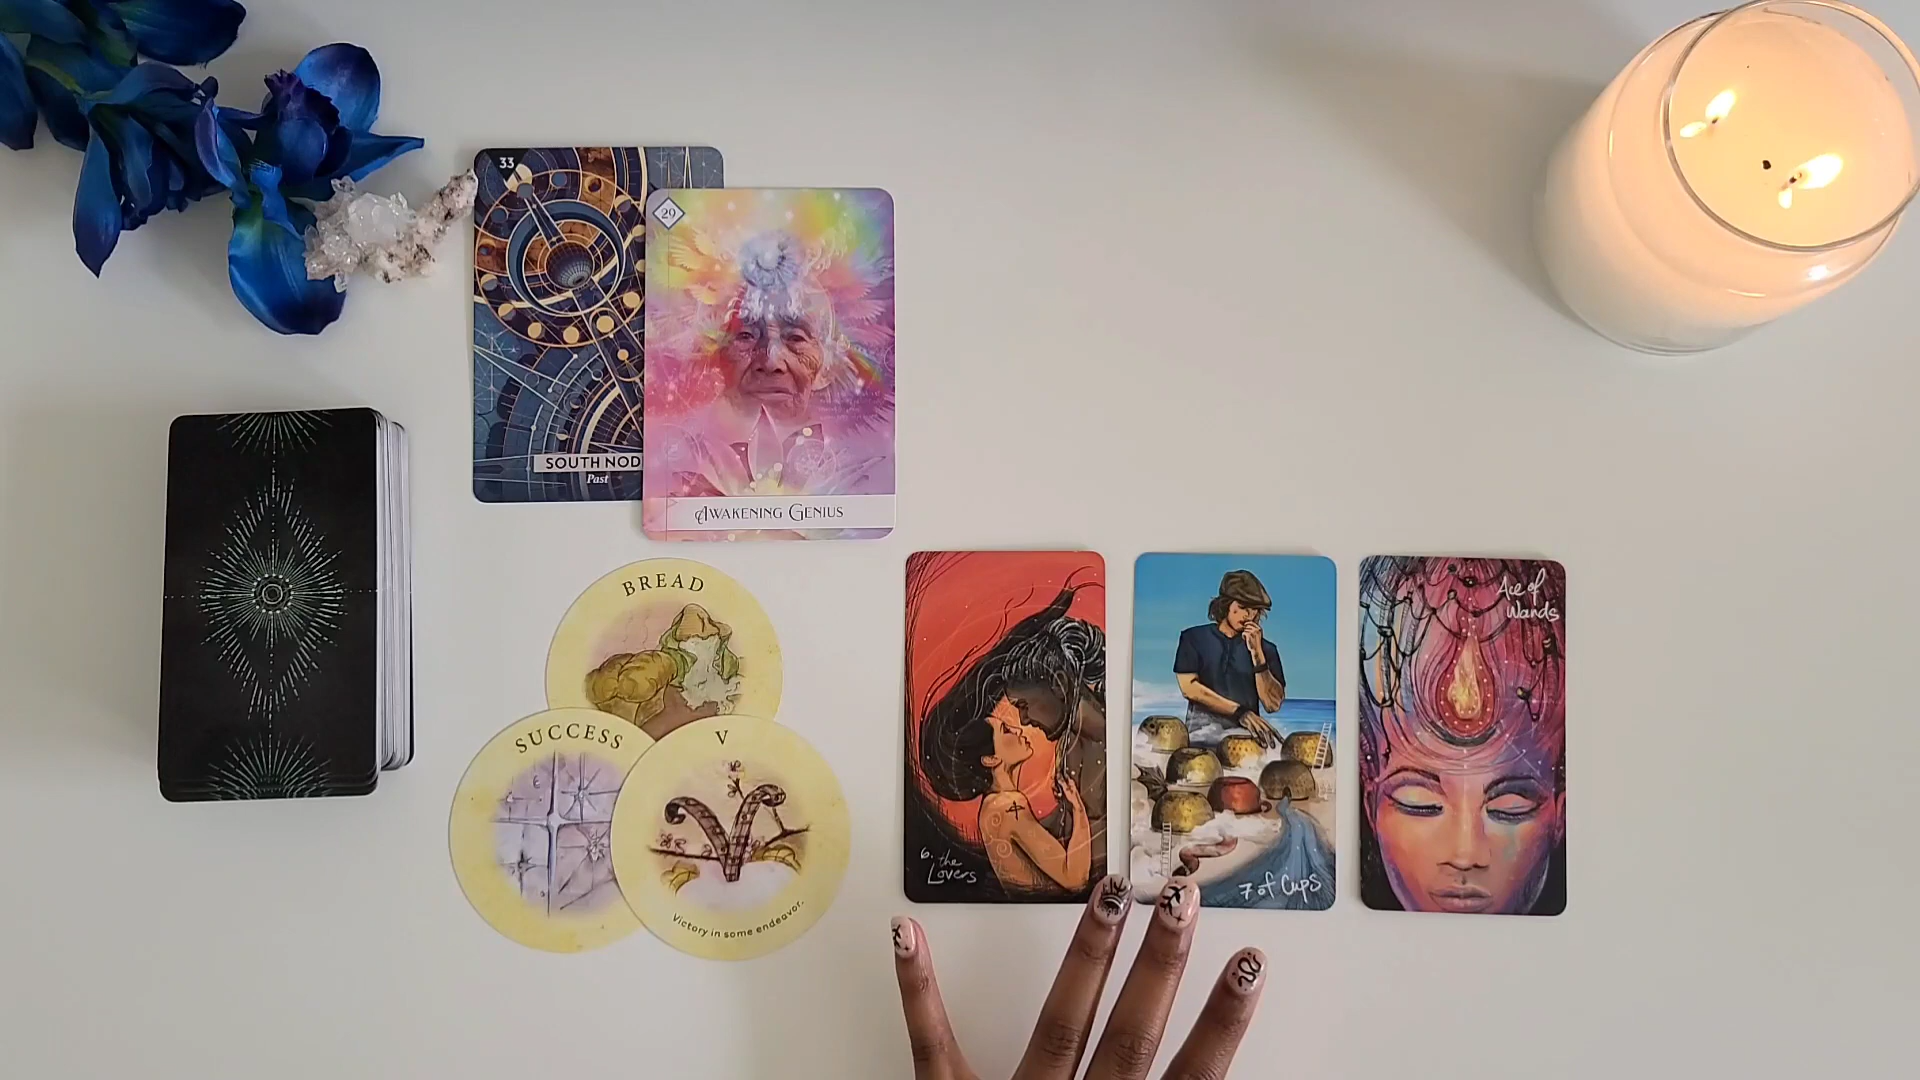 33
SOUTH NOD
Past
29
AWAKENING GENIUS
BREAD
SUCCESS
V
Victory in some endeavor.
6. the
Lovers
7 of Cups
Ace of
Wands